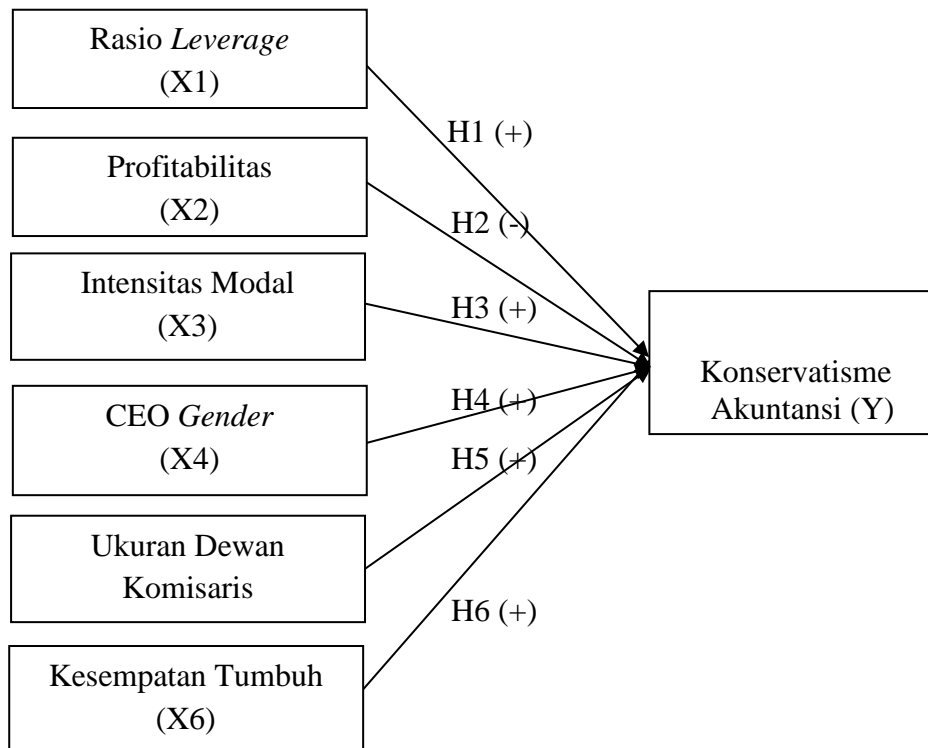 Rasio Leverage
(X1)
H1 (+)
Profitabilitas
(X2)
H2 (-)
Intensitas Modal
(X3)
H3 (+)
Konservatisme
Akuntansi (Y)
CEO Gender
(X4)
H4 (+)
H5 (+)
Ukuran Dewan
Komisaris
H6 (+)
Kesempatan Tumbuh
(X6)